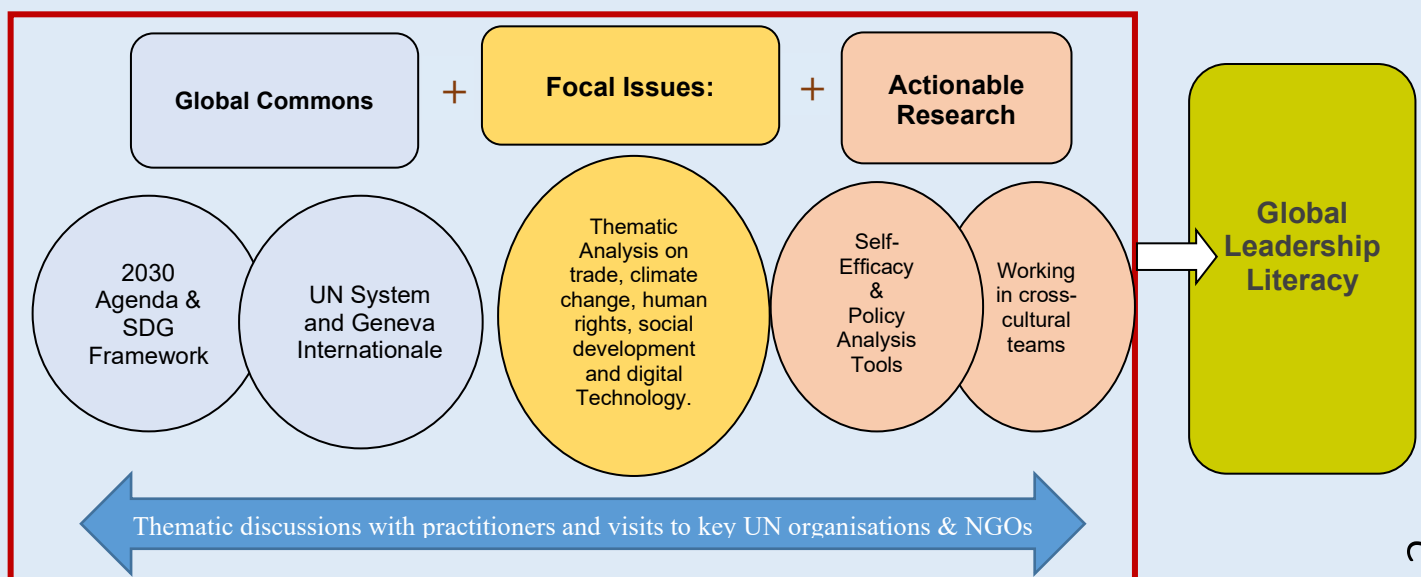 Global Commons
+
Focal Issues:
+
Actionable
Research
2030
Agenda &
SDG
Framework
UN System
and Geneva
Internationale
Thematic
Analysis on
trade, climate
change, human
rights, social
development
and digital
Technology.
Self-
Efficacy
&
Policy
Analysis
Tools
Working
in cross-
cultural
teams
Global
Leadership
Literacy
Thematic discussions with practitioners and visits to key UN organisations & NGOs